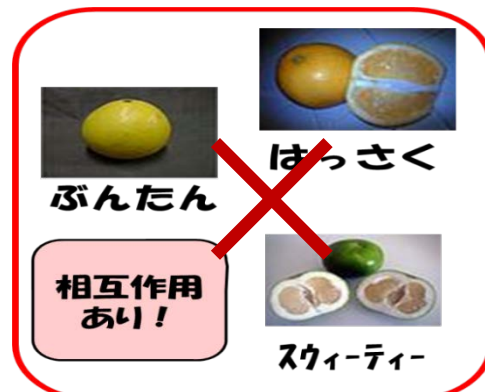 はっさく
ぶんたん
相互作用
あり！
スウィーティー